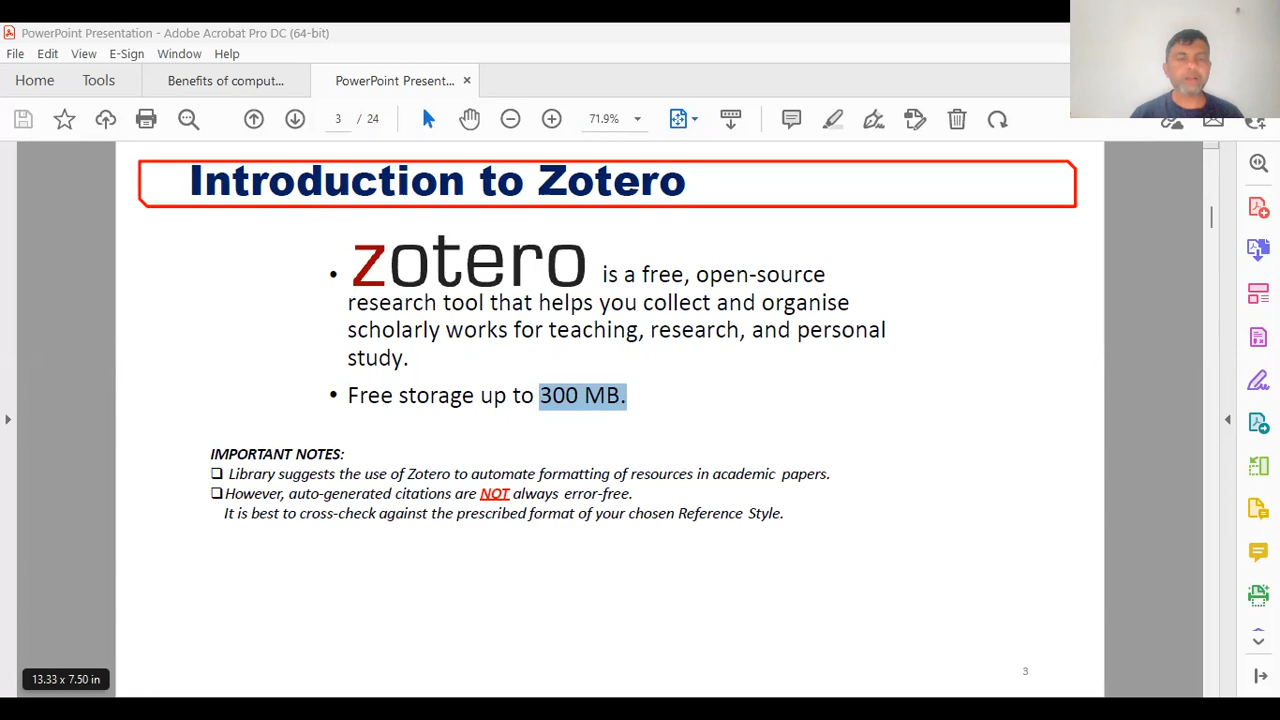 PowerPoint Presentation - Adobe Acrobat Pro DC (64-bit)
File Edit View E-Sign Window Help
Home Tools Benefits of comput... PowerPoint Present... ×
3 / 24 71.9%
Introduction to Zotero
• zotero is a free, open-source
research tool that helps you collect and organise
scholarly works for teaching, research, and personal
study.
• Free storage up to 300 MB.
IMPORTANT NOTES:
❑ Library suggests the use of Zotero to automate formatting of resources in academic papers.
❑ However, auto-generated citations are NOT always error-free.
It is best to cross-check against the prescribed format of your chosen Reference Style.
3
13.33 x 7.50 in